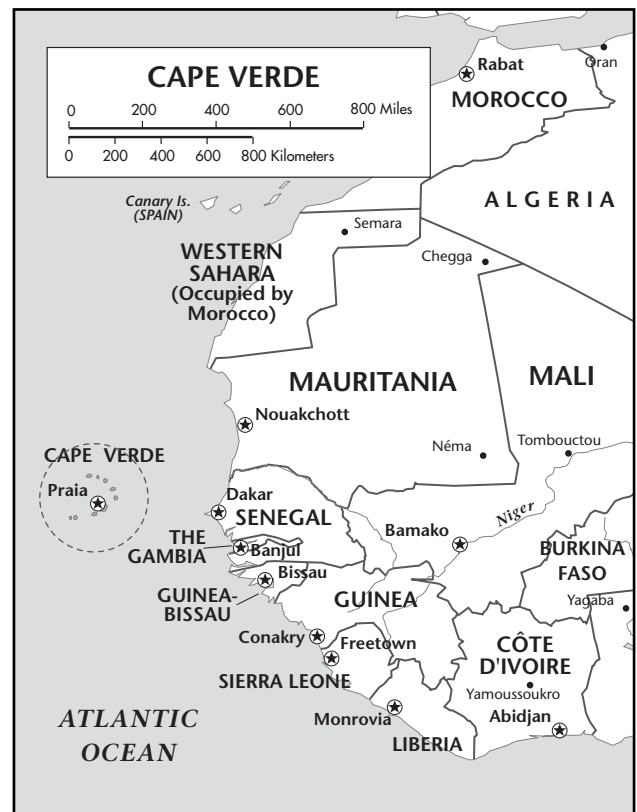 CAPE VERDE
0 200 400 600 800 Miles
0 200 400 600 800 Kilometers
Rabat
Oran
MOROCCO
ALGERIA
Canary Is.
(SPAIN)
Semara
Chegga
WESTERN
SAHARA
(Occupied by
Morocco)
MAURITANIA
MALI
Nouakchott
Néma
Tombouctou
CAPE VERDE
Praia
Dakar
SENEGAL
Niger
Bamako
THE
GAMBIA
Banjul
BURKINA
FASO
Bissau
GUINEA-
BISSAU
GUINEA
Yagaba
Conakry
Freetown
CÔTE
D'IVOIRE
SIERRA LEONE
Yamoussoukro
Abidjan
Monrovia
LIBERIA
ATLANTIC
OCEAN